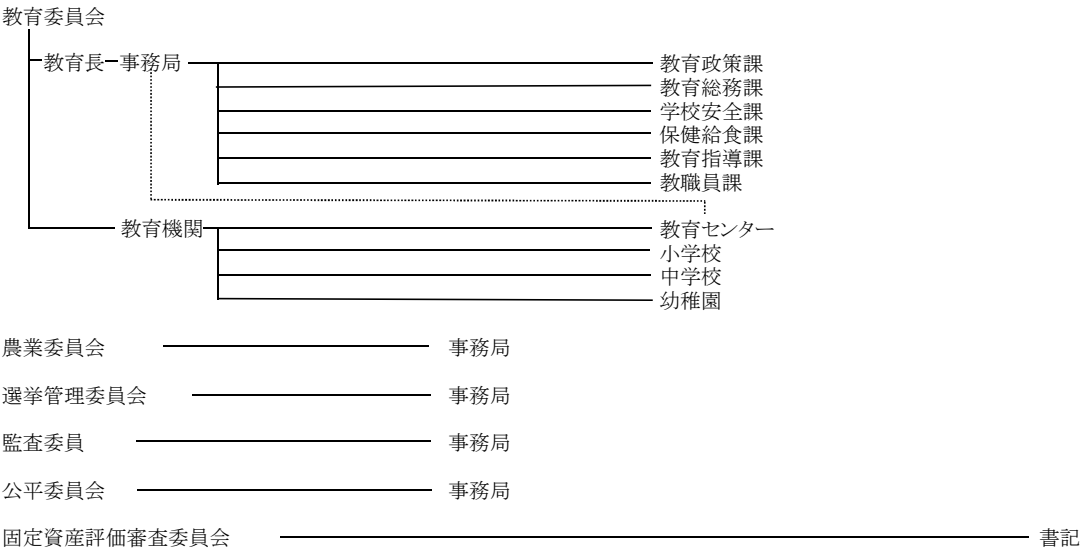 教育委員会
教育長 事務局 教育政策課
教育総務課
学校安全課
保健給食課
教育指導課
教職員課
教育機関 教育センター
小学校
中学校
幼稚園
農業委員会 事務局
選挙管理委員会 事務局
監査委員 事務局
公平委員会 事務局
固定資産評価審査委員会 書記